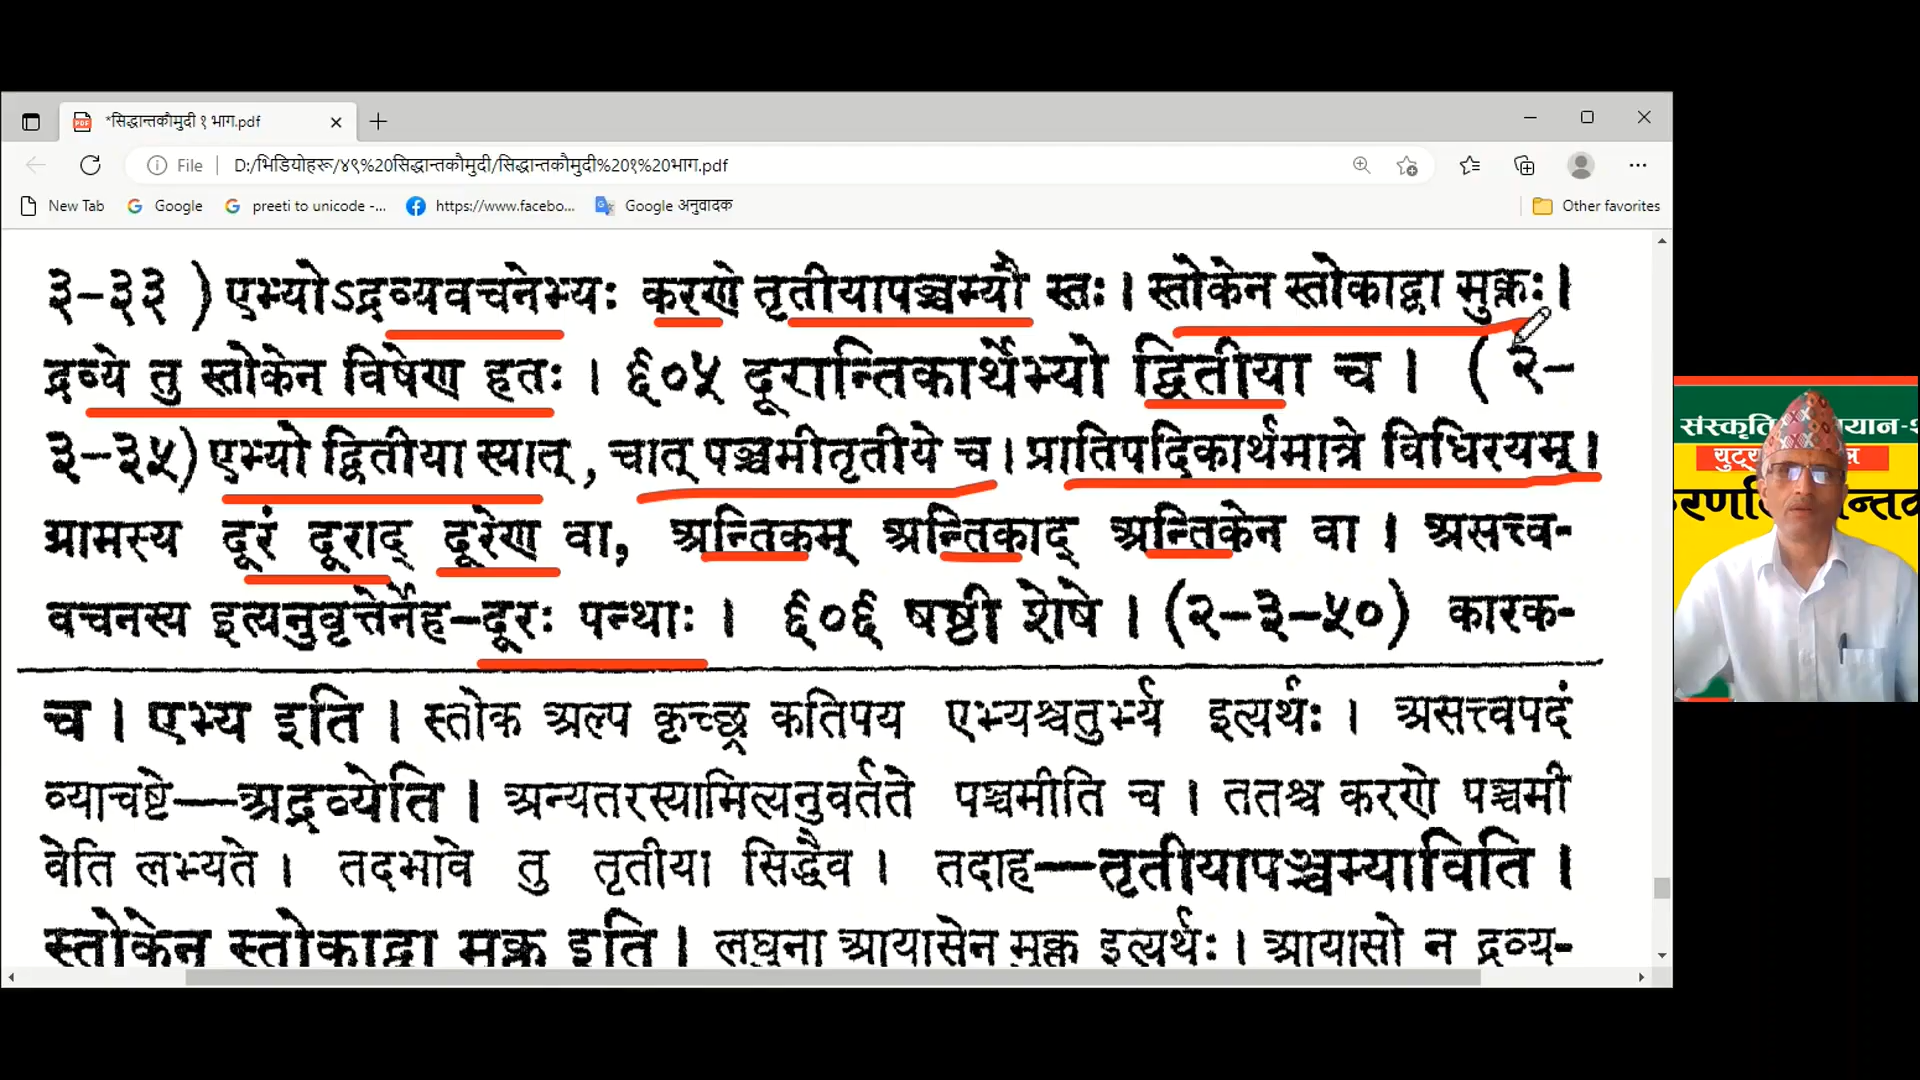 *सिद्धान्तकौमुदी १ भाग.pdf
File D:/भिडियोहरू/४९%20सिद्धान्तकौमुदी/सिद्धान्तकौमुदी%20१%20भाग.pdf
New Tab Google preeti to unicode -... https://www.facebo... Google अनुवादक Other favorites
३-३३ ) एभ्योऽद्रव्यवचनेभ्यः करणे तृतीयापञ्चम्यौ स्तः । स्तोकेन स्तोकाद्वा मुक्तः ।
द्रव्ये तु स्तोकेन विषेण हतः । ६०५ दूरान्तिकार्थेभ्यो द्वितीया च । ( २-
३-३५) एभ्यो द्वितीया स्यात् , चात् पञ्चमीतृतीये च । प्रातिपदिकार्थमात्रे विधिरयम् ।
ग्रामस्य दूरं दूराद् दूरेण वा, अन्तिकम् अन्तिकाद् अन्तिकेन वा । असत्त्व-
वचनस्य इत्यनुवृत्तेर्नेह-दूरः पन्थाः । ६०६ षष्ठी शेषे । (२-३-५०) कारक-
च । एभ्य इति । स्तोक अल्प कृच्छ्र कतिपय एभ्यश्चतुर्भ्य इत्यर्थः । असत्त्वपदं
व्याचष्टे—अद्रव्येति । अन्यतरस्यामित्यनुवर्तते पञ्चमीति च । ततश्च करणे पञ्चमी
वेति लभ्यते । तदभावे तु तृतीया सिद्धैव । तदाह—तृतीयापञ्चम्याविति ।
स्तोकेन स्तोकाद्वा मुक्त इति । लघुना आयासेन मुक्त इत्यर्थः । आयासो न द्रव्य-
संस्कृति